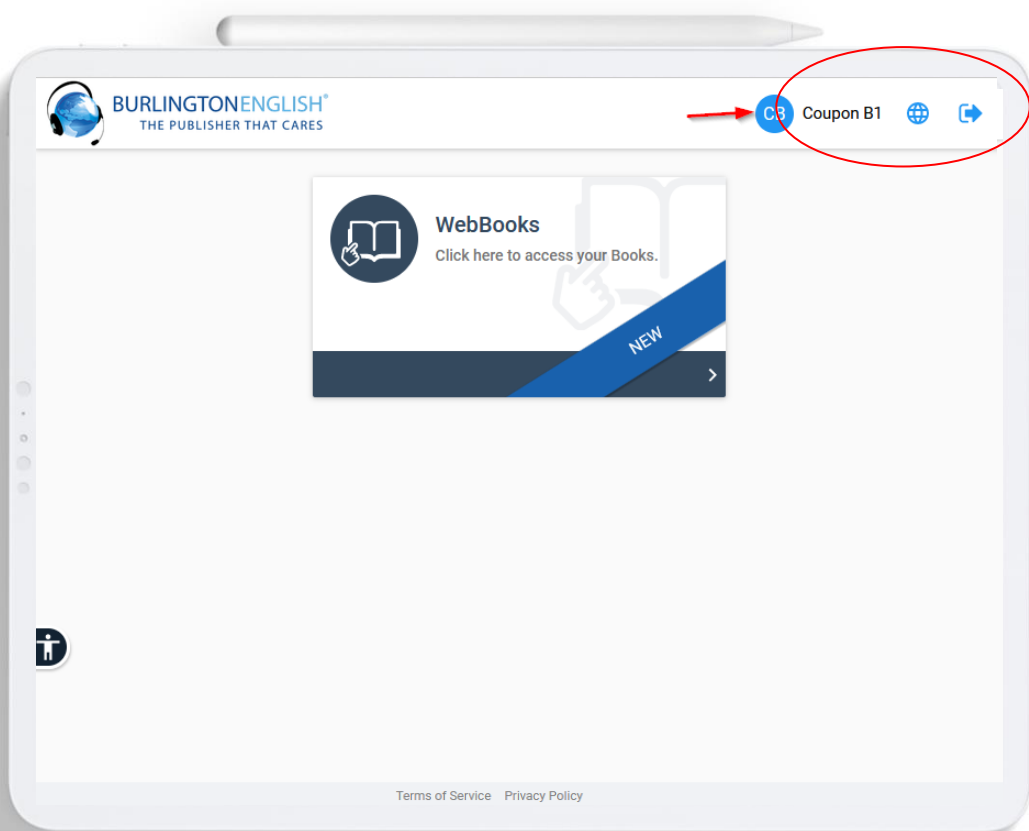 BURLINGTONENGLISH®
THE PUBLISHER THAT CARES
CB Coupon B1
WebBooks
Click here to access your Books.
NEW
Terms of Service Privacy Policy